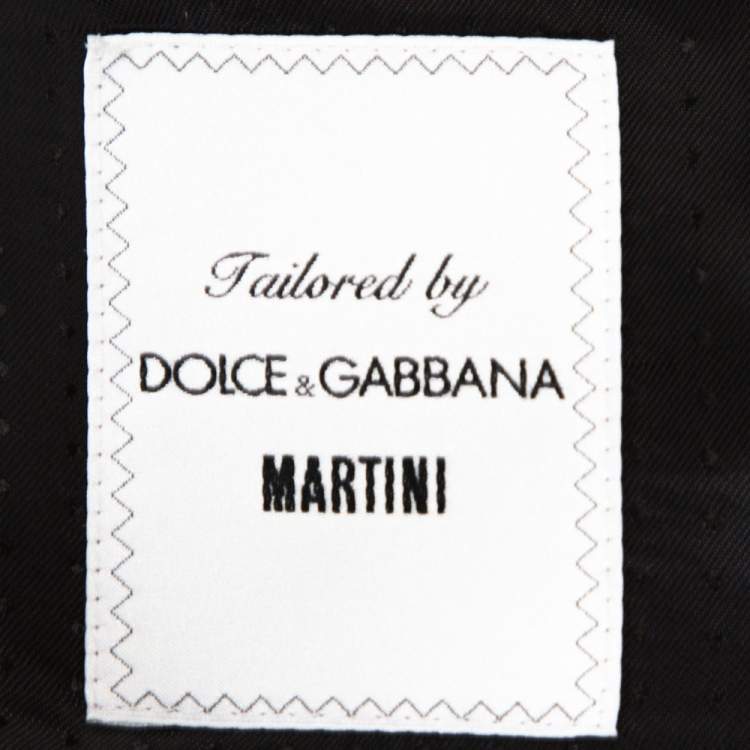 Tailored by
DOLCE & GABBANA
MARTINI